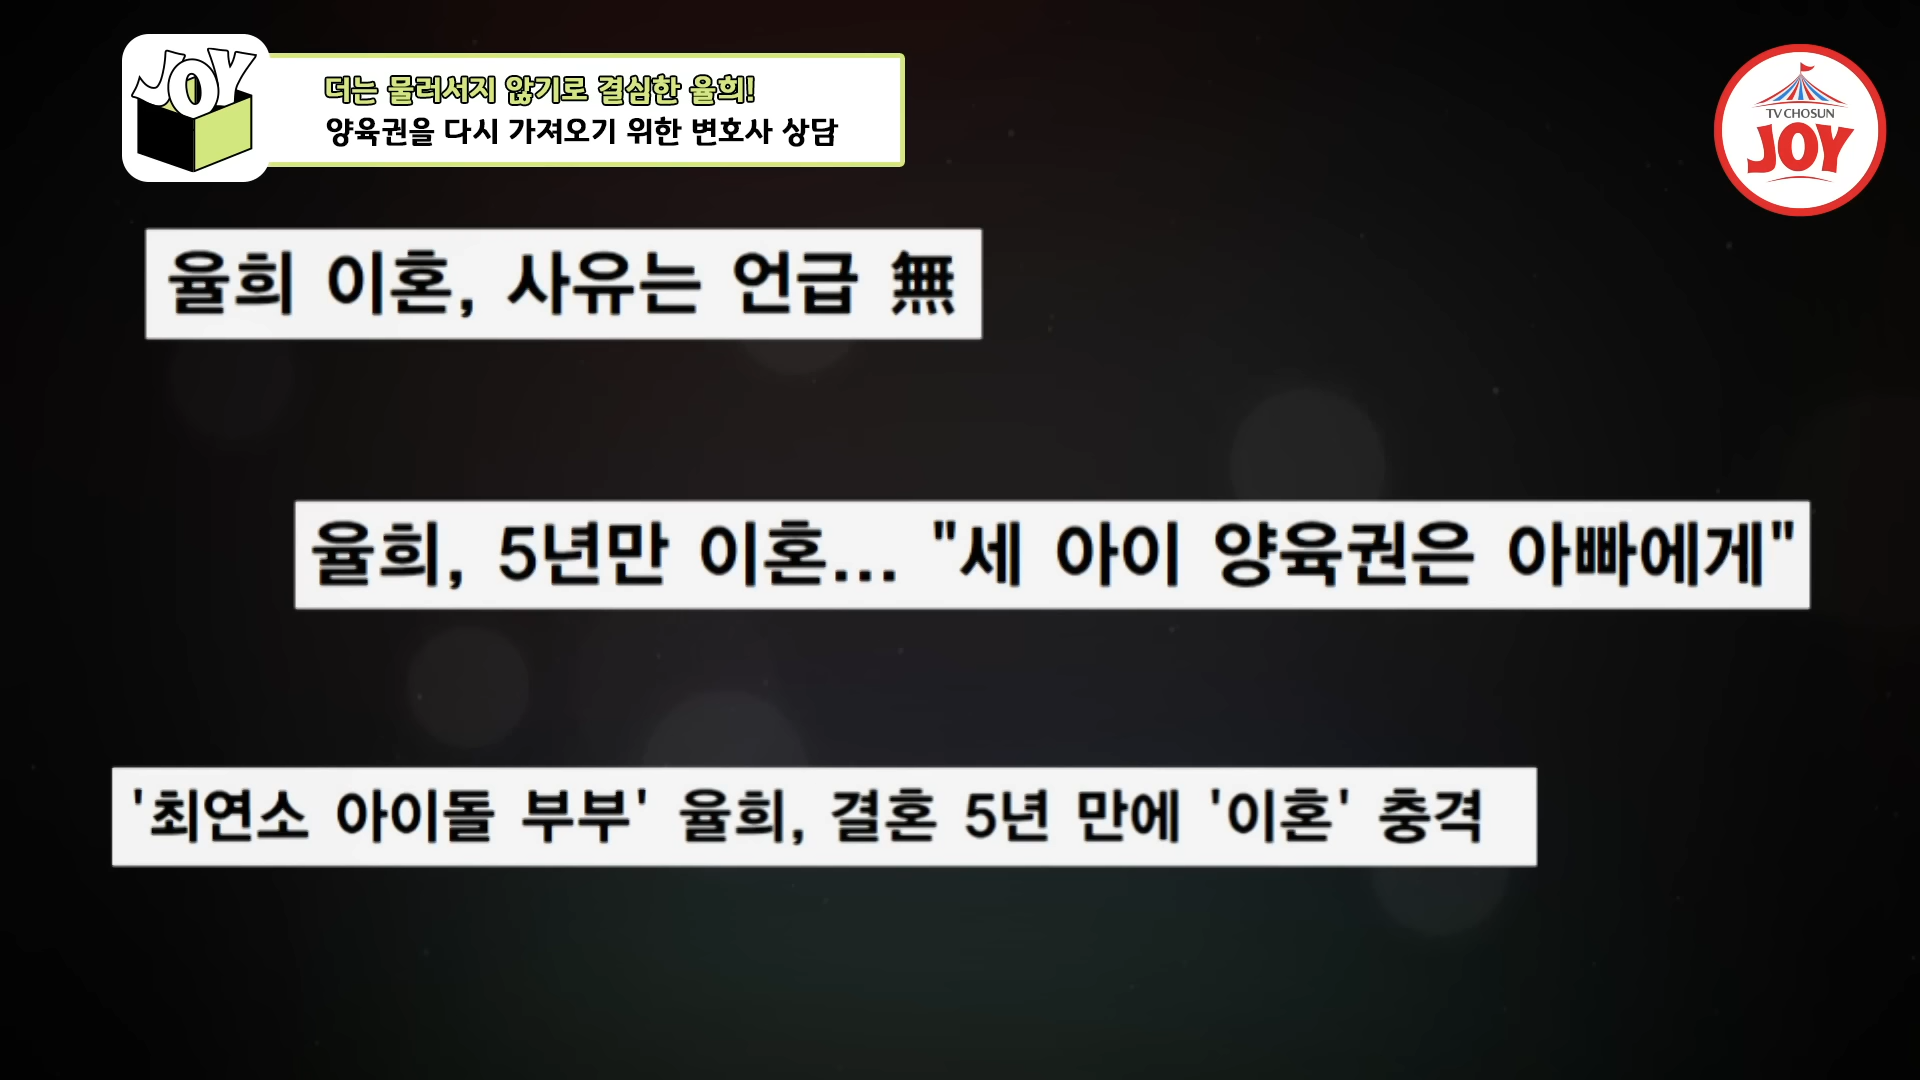 JOY
더는 물러서지 않기로 결심한 율희!
양육권을 다시 가져오기 위한 변호사 상담
TV CHOSUN
JOY
율희 이혼, 사유는 언급 無
율희, 5년만 이혼... "세 아이 양육권은 아빠에게"
'최연소 아이돌 부부' 율희, 결혼 5년 만에 '이혼' 충격